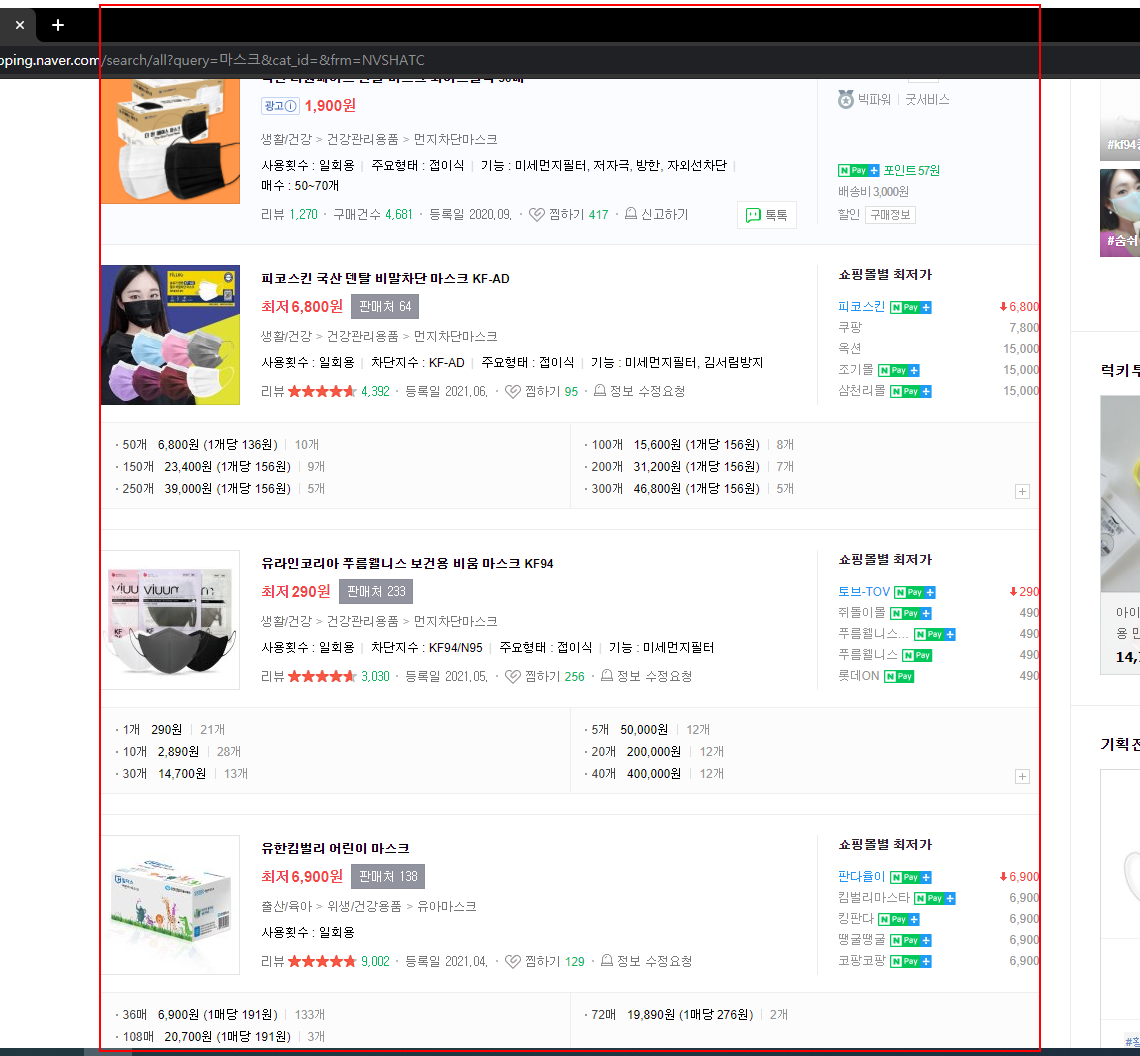 × +
pping.naver.com/search/all?query=마스크&cat_id=&frm=NVSHATC
광고 1,900원
생활/건강 > 건강관리용품 > 먼지차단마스크
사용횟수 : 일회용 | 주요형태 : 접이식 | 기능 : 미세먼지필터, 저자극, 방한, 자외선차단 |
매수 : 50~70개
리뷰 1,270 · 구매건수 4,681 · 등록일 2020.09. · 찜하기 417 · 신고하기
톡톡
빅파워 | 굿서비스
N Pay + 포인트 57원
배송비 3,000원
할인 구매정보
피코스킨 국산 덴탈 비말차단 마스크 KF-AD
최저 6,800원 판매처 64
생활/건강 > 건강관리용품 > 먼지차단마스크
사용횟수 : 일회용 | 차단지수 : KF-AD | 주요형태 : 접이식 | 기능 : 미세먼지필터, 김서림방지
리뷰 4,392 · 등록일 2021.06. · 찜하기 95 · 정보 수정요청
쇼핑몰별 최저가
피코스킨 N Pay + 6,800
쿠팡 7,800
옥션 15,000
조기몰 N Pay + 15,000
삼천리몰 N Pay + 15,000
· 50개 6,800원 (1개당 136원) | 10개
· 150개 23,400원 (1개당 156원) | 9개
· 250개 39,000원 (1개당 156원) | 5개
· 100개 15,600원 (1개당 156원) | 8개
· 200개 31,200원 (1개당 156원) | 7개
· 300개 46,800원 (1개당 156원) | 5개
유라인코리아 푸름웰니스 보건용 비움 마스크 KF94
최저 290원 판매처 233
생활/건강 > 건강관리용품 > 먼지차단마스크
사용횟수 : 일회용 | 차단지수 : KF94/N95 | 주요형태 : 접이식 | 기능 : 미세먼지필터
리뷰 3,030 · 등록일 2021.05. · 찜하기 256 · 정보 수정요청
쇼핑몰별 최저가
토브-TOV N Pay + 290
쥐돌이몰 N Pay + 490
푸름웰니스... N Pay + 490
푸름웰니스 N Pay 490
롯데ON N Pay 490
· 1개 290원 | 21개
· 10개 2,890원 | 28개
· 30개 14,700원 | 13개
· 5개 50,000원 | 12개
· 20개 200,000원 | 12개
· 40개 400,000원 | 12개
유한킴벌리 어린이 마스크
최저 6,900원 판매처 138
출산/육아 > 위생/건강용품 > 유아마스크
사용횟수 : 일회용
리뷰 9,002 · 등록일 2021.04. · 찜하기 129 · 정보 수정요청
쇼핑몰별 최저가
판다율이 N Pay + 6,900
킴벌리마스타 N Pay + 6,900
킹판다 N Pay + 6,900
땡굴땡굴 N Pay + 6,900
코팡코팡 N Pay + 6,900
· 36매 6,900원 (1매당 191원) | 133개
· 108매 20,700원 (1매당 191원) | 3개
· 72매 19,890원 (1매당 276원) | 2개
#kf94
#숨쉬
럭키 투
아이
용 민
14,
기획전